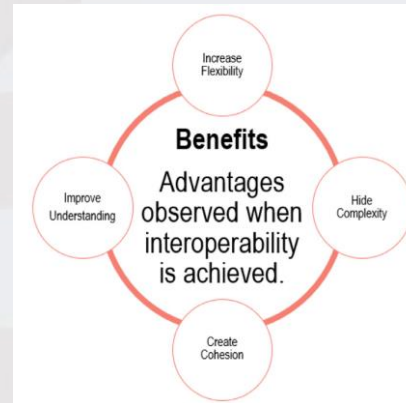 Increase
Flexibility
Benefits
Advantages
observed when
interoperability
is achieved.
Improve
Understanding
Hide
Complexity
Create
Cohesion